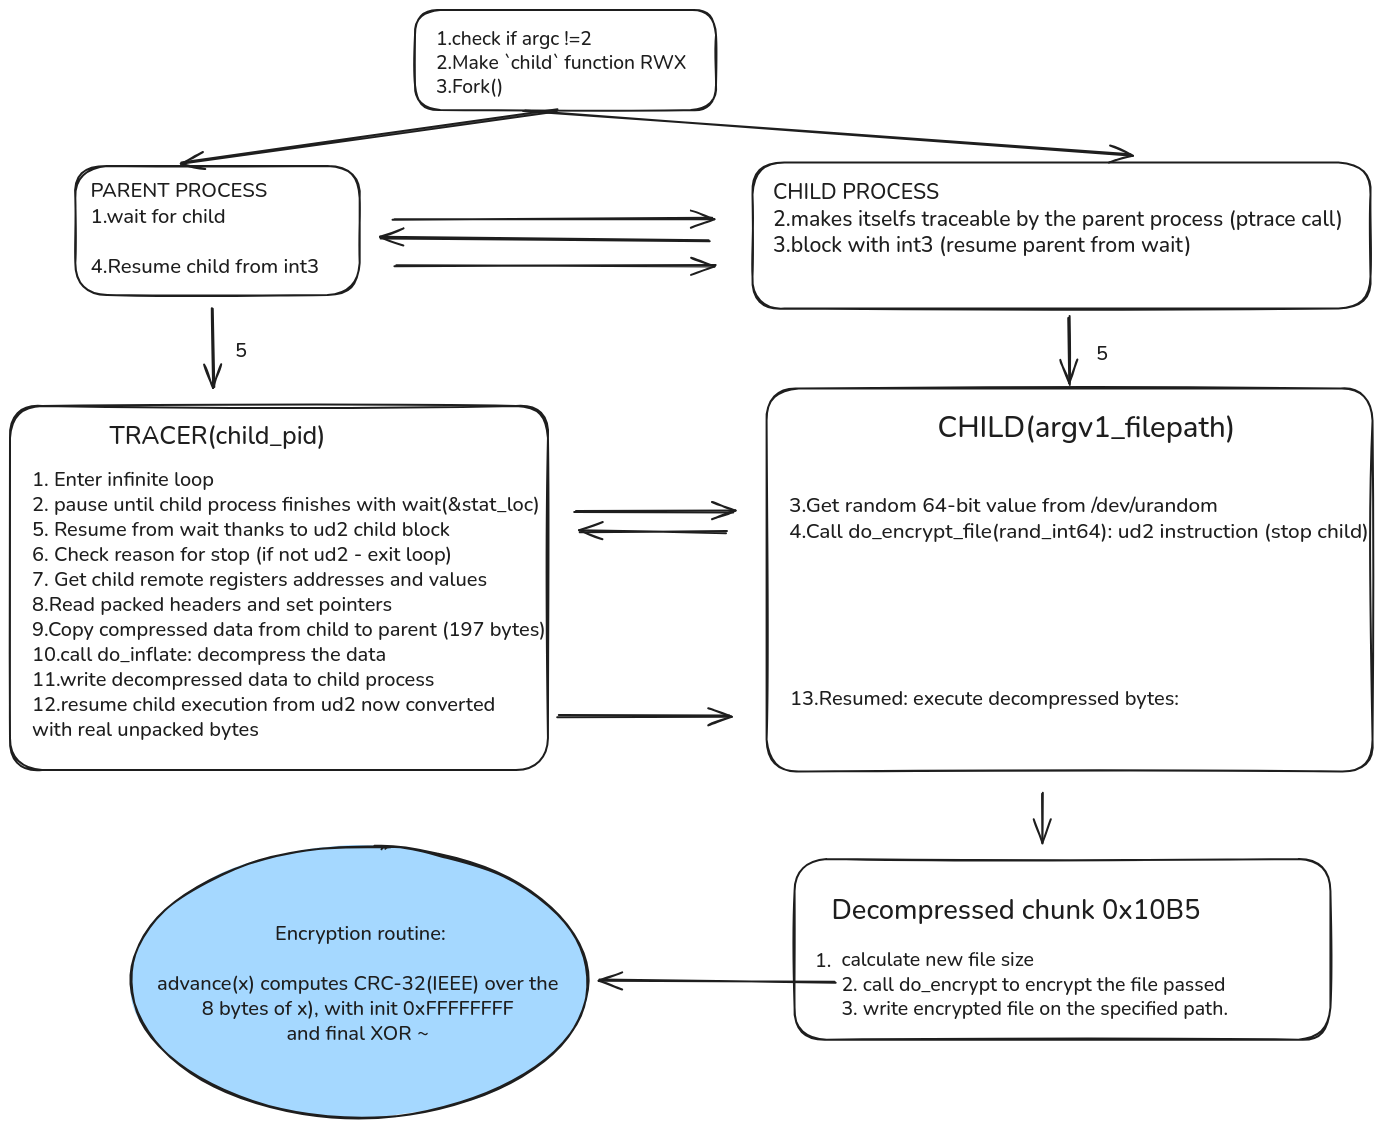 1.check if argc !=2
2.Make `child` function RWX
3.Fork()
PARENT PROCESS
1.wait for child
4.Resume child from int3
CHILD PROCESS
2.makes itselfs traceable by the parent process (ptrace call)
3.block with int3 (resume parent from wait)
5
5
TRACER(child_pid)
1. Enter infinite loop
2. pause until child process finishes with wait(&stat_loc)
5. Resume from wait thanks to ud2 child block
6. Check reason for stop (if not ud2 - exit loop)
7. Get child remote registers addresses and values
8.Read packed headers and set pointers
9.Copy compressed data from child to parent (197 bytes)
10.call do_inflate: decompress the data
11.write decompressed data to child process
12.resume child execution from ud2 now converted
with real unpacked bytes
CHILD(argv1_filepath)
3.Get random 64-bit value from /dev/urandom
4.Call do_encrypt_file(rand_int64): ud2 instruction (stop child)
13.Resumed: execute decompressed bytes:
Decompressed chunk 0x10B5
1. calculate new file size
2. call do_encrypt to encrypt the file passed
3. write encrypted file on the specified path.
Encryption routine:
advance(x) computes CRC-32(IEEE) over the
8 bytes of x), with init 0xFFFFFFFF
and final XOR ~